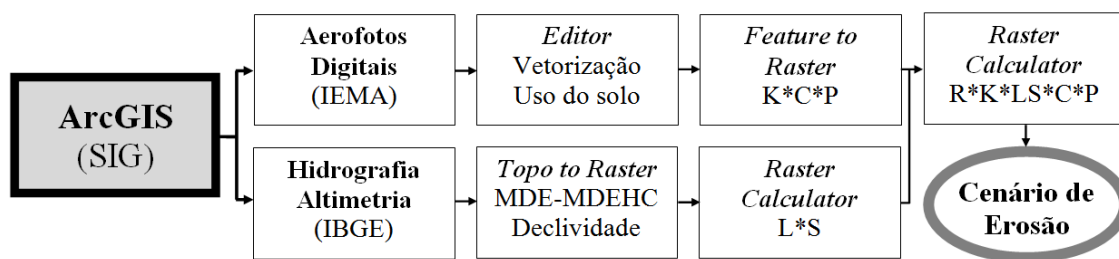 ArcGIS
(SIG)
Aerofotos
Digitais
(IEMA)
Editor
Vetorização
Uso do solo
Feature to
Raster
K*C*P
Raster
Calculator
R*K*LS*C*P
Hidrografia
Altimetria
(IBGE)
Topo to Raster
MDE-MDEHC
Declividade
Raster
Calculator
L*S
Cenário de
Erosão